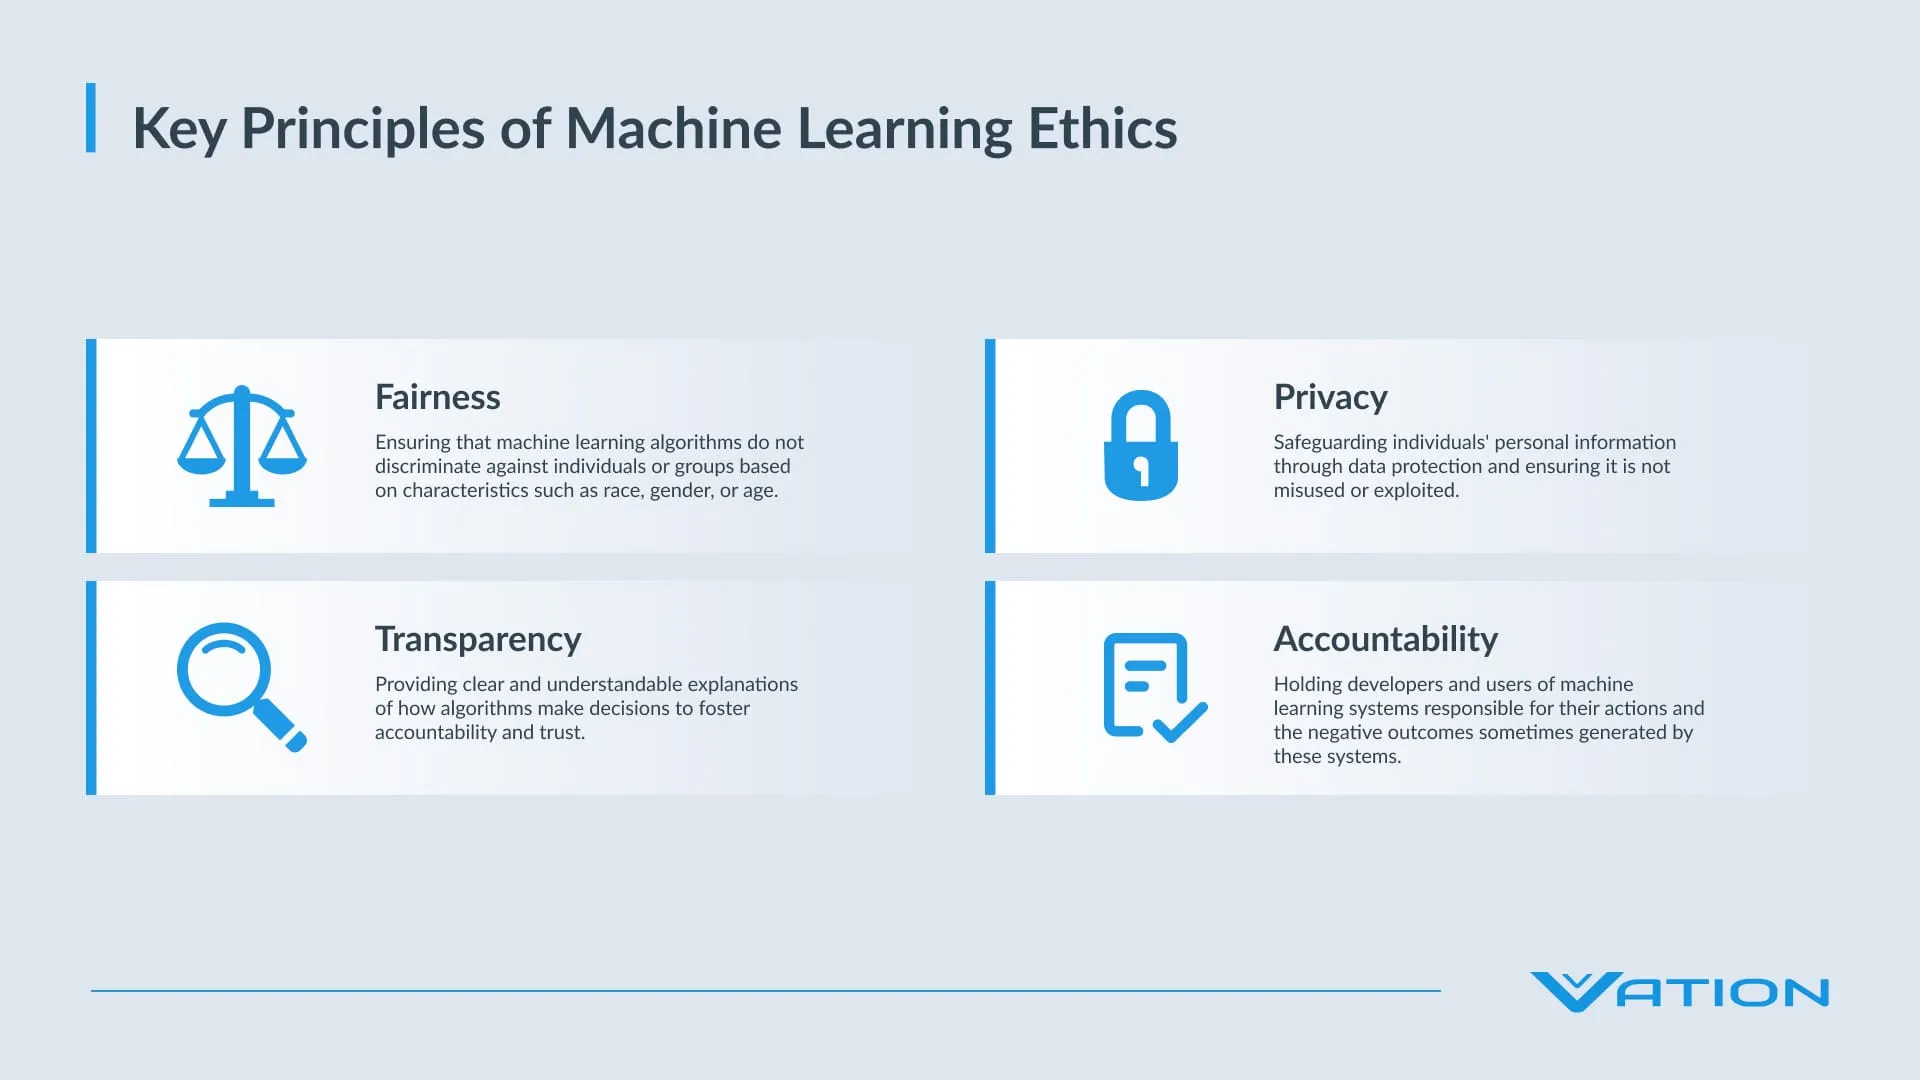 Key Principles of Machine Learning Ethics
Fairness
Ensuring that machine learning algorithms do not
discriminate against individuals or groups based
on characteristics such as race, gender, or age.
Privacy
Safeguarding individuals' personal information
through data protection and ensuring it is not
misused or exploited.
Transparency
Providing clear and understandable explanations
of how algorithms make decisions to foster
accountability and trust.
Accountability
Holding developers and users of machine
learning systems responsible for their actions and
the negative outcomes sometimes generated by
these systems.
VATION